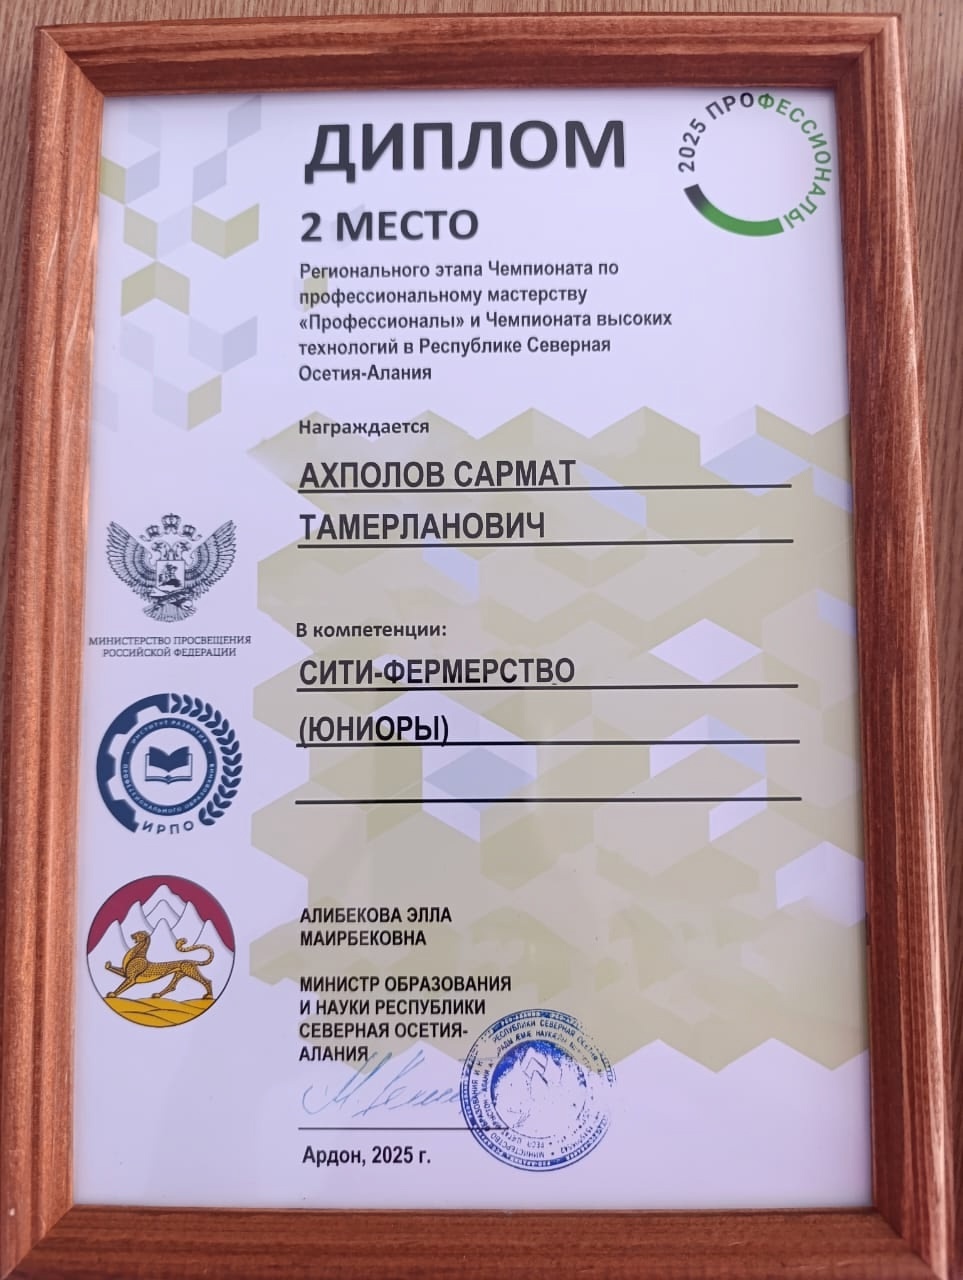 ДИПЛОМ
2025 ПРОФЕССИОНАЛЫ
2 МЕСТО
Регионального этапа Чемпионата по
профессиональному мастерству
«Профессионалы» и Чемпионата высоких
технологий в Республике Северная
Осетия-Алания
Награждается
АХПОЛОВ САРМАТ
ТАМЕРЛАНОВИЧ
МИНИСТЕРСТВО ПРОСВЕЩЕНИЯ
РОССИЙСКОЙ ФЕДЕРАЦИИ
В компетенции:
СИТИ-ФЕРМЕРСТВО
(ЮНИОРЫ)
ИНСТИТУТ РАЗВИТИЯ
ПРОФЕССИОНАЛЬНОГО ОБРАЗОВАНИЯ
ИРПО
АЛИБЕКОВА ЭЛЛА
МАИРБЕКОВНА
МИНИСТР ОБРАЗОВАНИЯ
И НАУКИ РЕСПУБЛИКИ
СЕВЕРНАЯ ОСЕТИЯ-
АЛАНИЯ
Ардон, 2025 г.